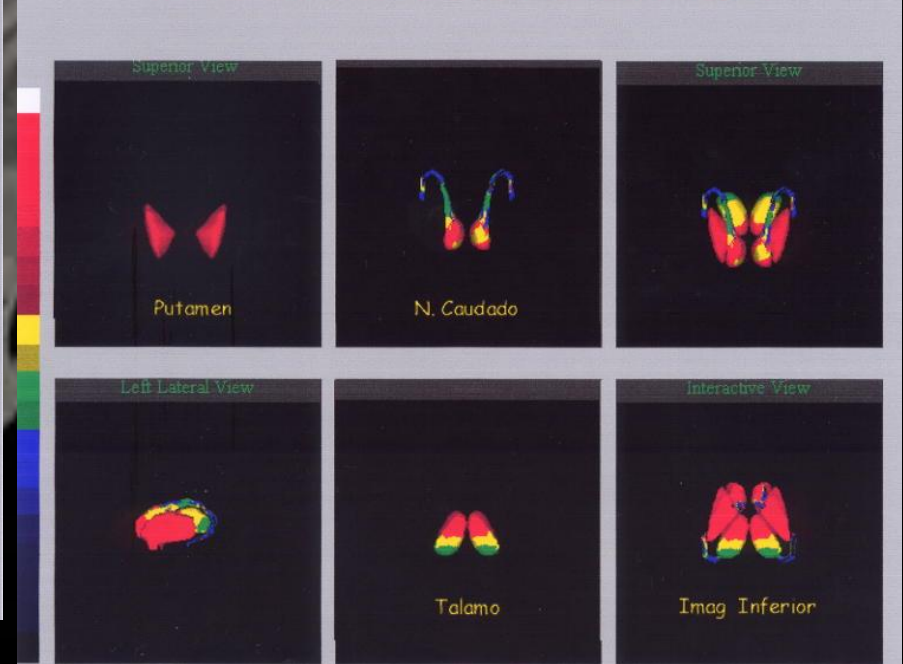 Superior View
Putamen
N. Caudado
Superior View
Left Lateral View
Talamo
Interactive View
Imag Inferior